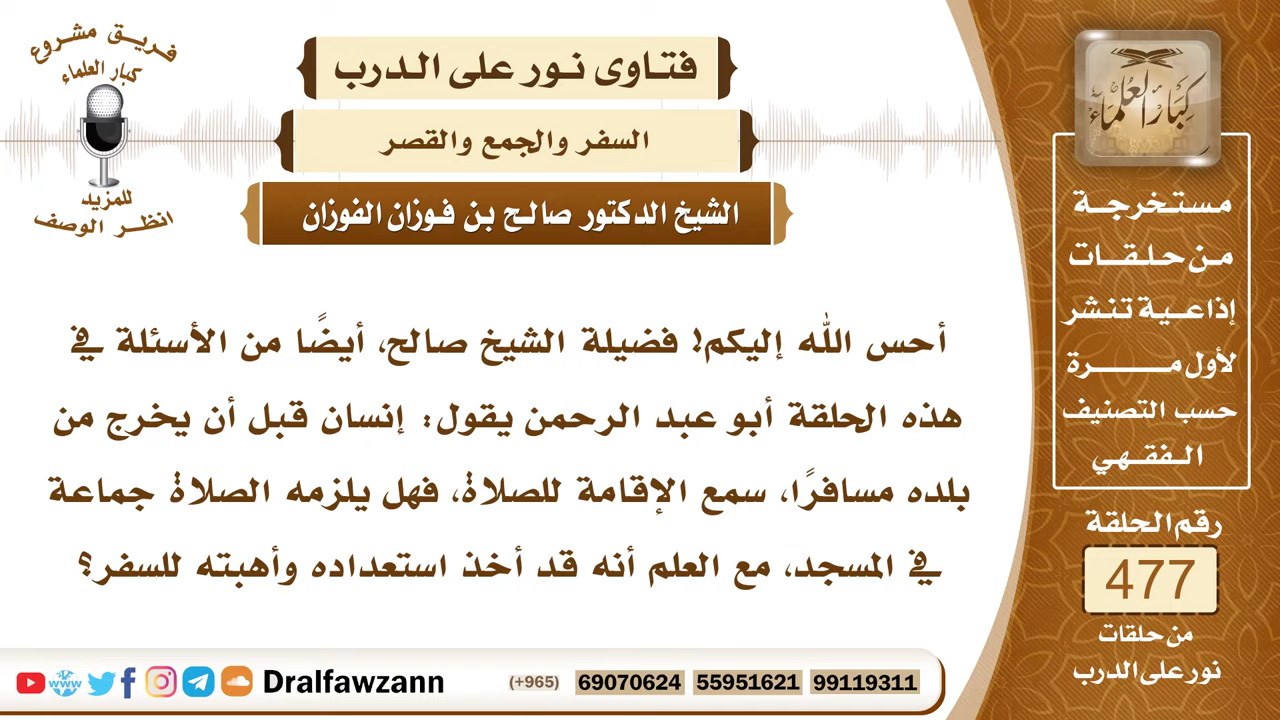 فريق مشروع
كبار العلماء
للمزيد
انظر الوصف
فتاوى نور على الدرب
السفر والجمع والقصر
الشيخ الدكتور صالح بن فوزان الفوزان
أحس الله إليكم! فضيلة الشيخ صالح، أيضًا من الأسئلة في
هذه الحلقة أبو عبد الرحمن يقول: إنسان قبل أن يخرج من
بلده مسافرًا، سمع الإقامة للصلاة، فهل يلزمه الصلاة جماعة
في المسجد، مع العلم أنه قد أخذ استعداده وأهبته للسفر؟
كبار العلماء
مستخرجة
من حلقات
إذاعية تنشر
لأول مرة
حسب التصنيف
الفقهي
رقم الحلقة
477
من حلقات
نور على الدرب
www Dralfawzann (+965) 69070624 55951621 99119311